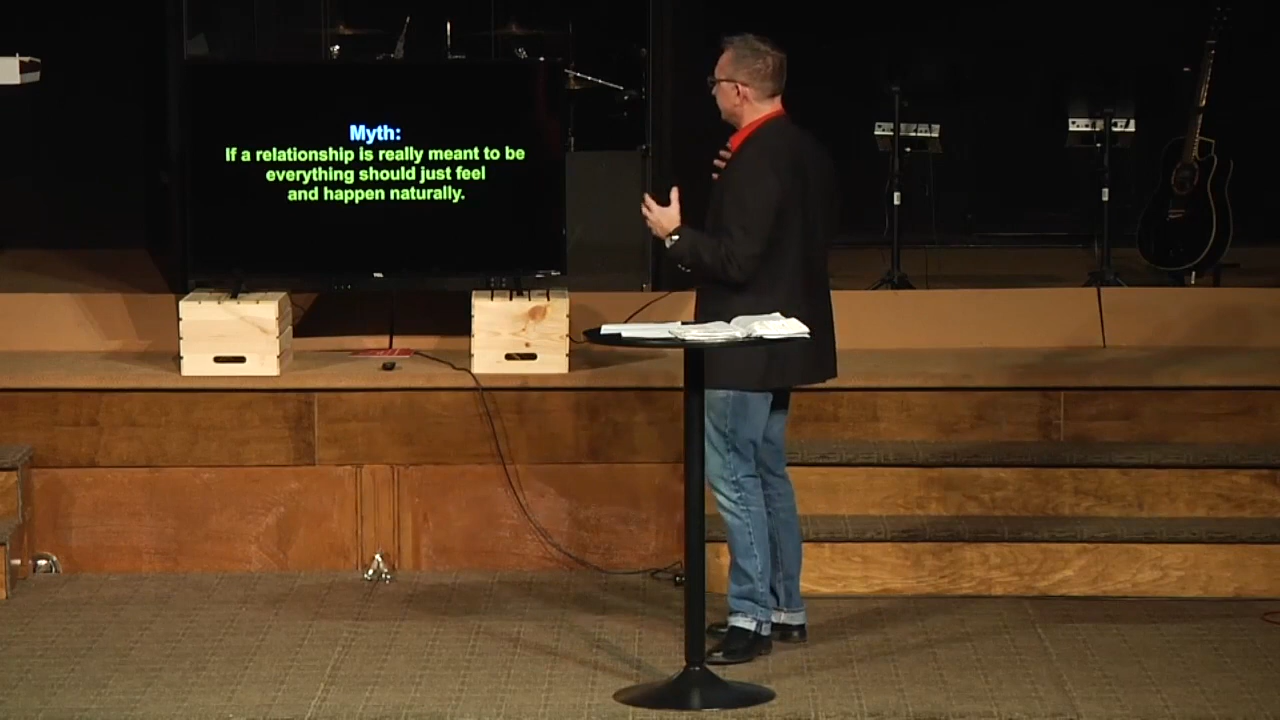 Myth:
If a relationship is really meant to be
everything should just feel
and happen naturally.